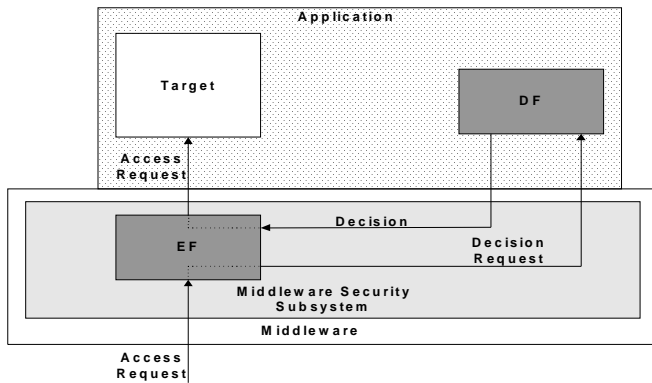 Application
Target
DF
Access
Request
Decision
EF
Decision
Request
Middleware Security
Subsystem
Middleware
Access
Request